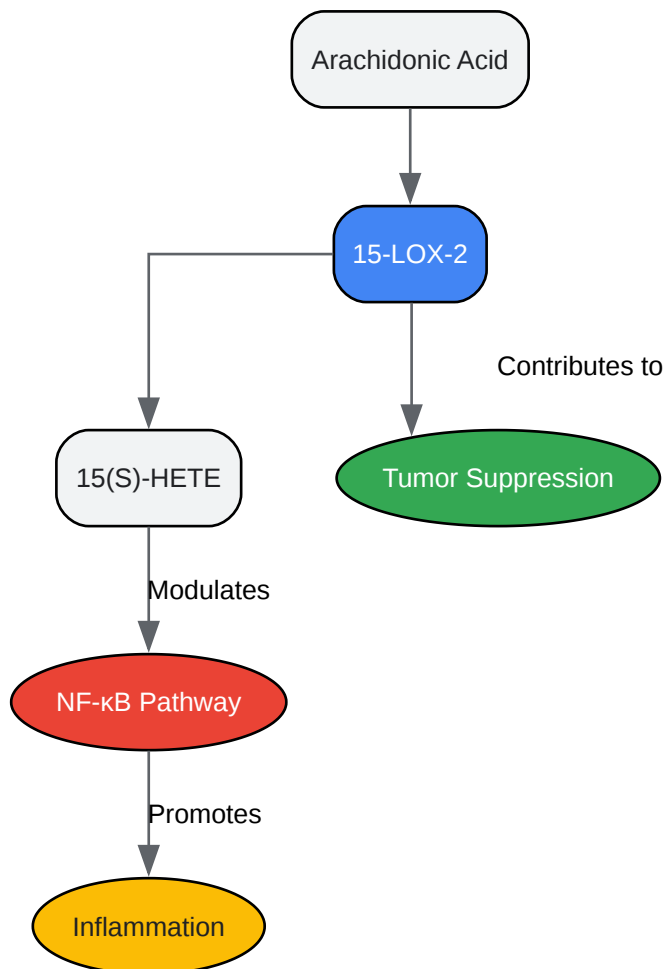 Arachidonic Acid
15-LOX-2
Contributes to
15(S)-HETE
Tumor Suppression
Modulates
NF-κB Pathway
Promotes
Inflammation